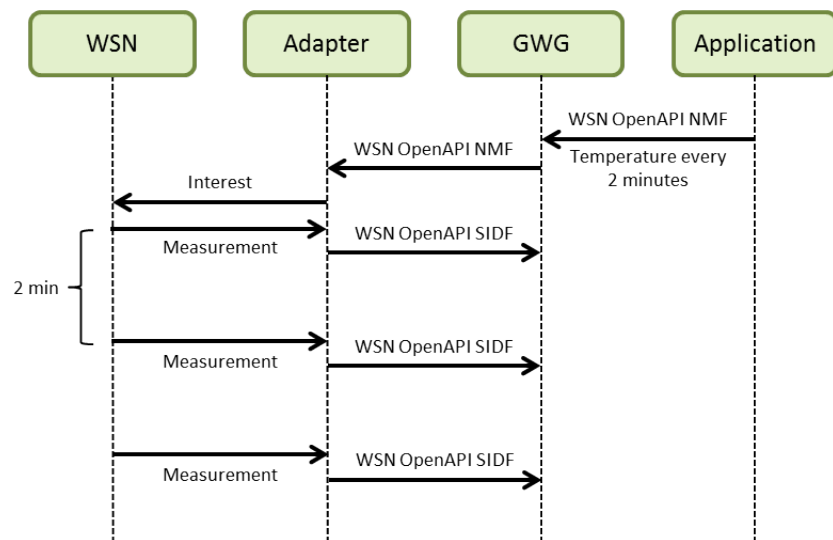 WSN
Adapter
GWG
Application
WSN OpenAPI NMF
WSN OpenAPI NMF
Temperature every
2 minutes
Interest
WSN OpenAPI SIDF
Measurement
2 min
WSN OpenAPI SIDF
Measurement
WSN OpenAPI SIDF
Measurement